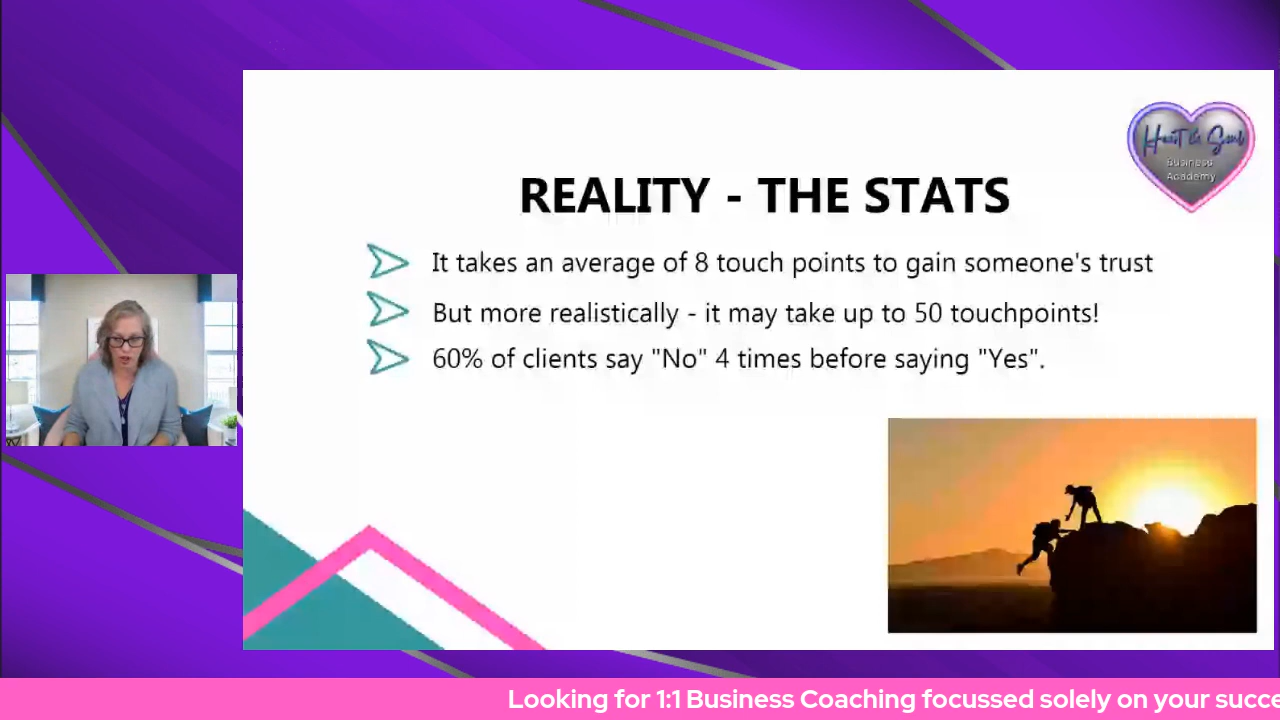 Heart & Soul
Business
Academy
REALITY - THE STATS
It takes an average of 8 touch points to gain someone's trust
But more realistically - it may take up to 50 touchpoints!
60% of clients say "No" 4 times before saying "Yes".
Looking for 1:1 Business Coaching focussed solely on your succe